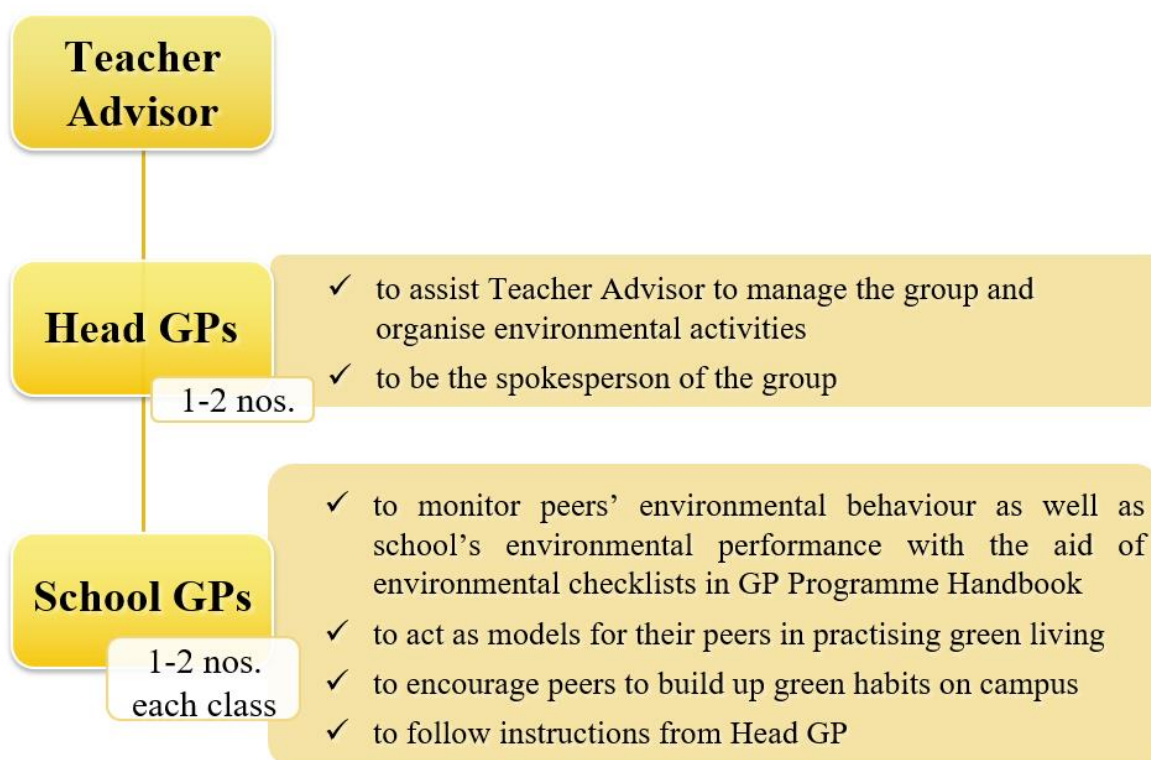 Teacher
Advisor
Head GPs
1-2 nos.
✓ to assist Teacher Advisor to manage the group and
organise environmental activities
✓ to be the spokesperson of the group
School GPs
1-2 nos.
each class
✓ to monitor peers’ environmental behaviour as well as
school’s environmental performance with the aid of
environmental checklists in GP Programme Handbook
✓ to act as models for their peers in practising green living
✓ to encourage peers to build up green habits on campus
✓ to follow instructions from Head GP